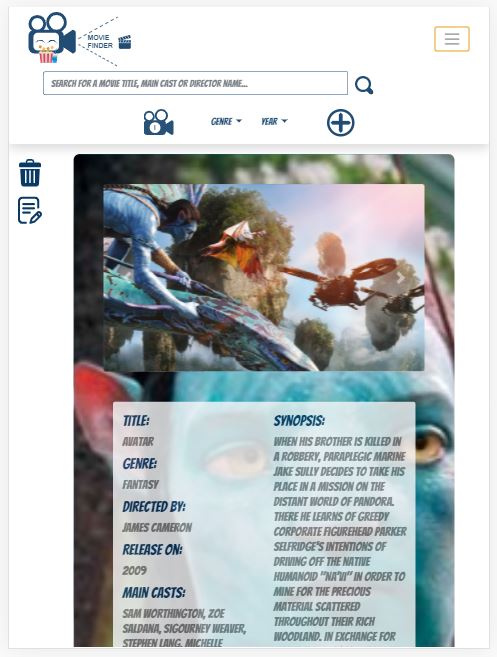 MOVIE
FINDER
SEARCH FOR A MOVIE TITLE, MAIN CAST OR DIRECTOR NAME...
GENRE
YEAR
TITLE:
AVATAR
GENRE:
FANTASY
DIRECTED BY:
JAMES CAMERON
RELEASE ON:
2009
MAIN CASTS:
SAM WORTHINGTON, ZOE
SALDANA, SIGOURNEY WEAVER,
STEPHEN LANG, MICHELLE
SYNOPSIS:
WHEN HIS BROTHER IS KILLED IN
A ROBBERY, PARAPLEGIC MARINE
JAKE SULLY DECIDES TO TAKE HIS
PLACE IN A MISSION ON THE
DISTANT WORLD OF PANDORA.
THERE HE LEARNS OF GREEDY
CORPORATE FIGUREHEAD PARKER
SELFRIDGE'S INTENTIONS OF
DRIVING OFF THE NATIVE
HUMANOID "NA'VI" IN ORDER TO
MINE FOR THE PRECIOUS
MATERIAL SCATTERED
THROUGHOUT THEIR RICH
WOODLAND. IN EXCHANGE FOR